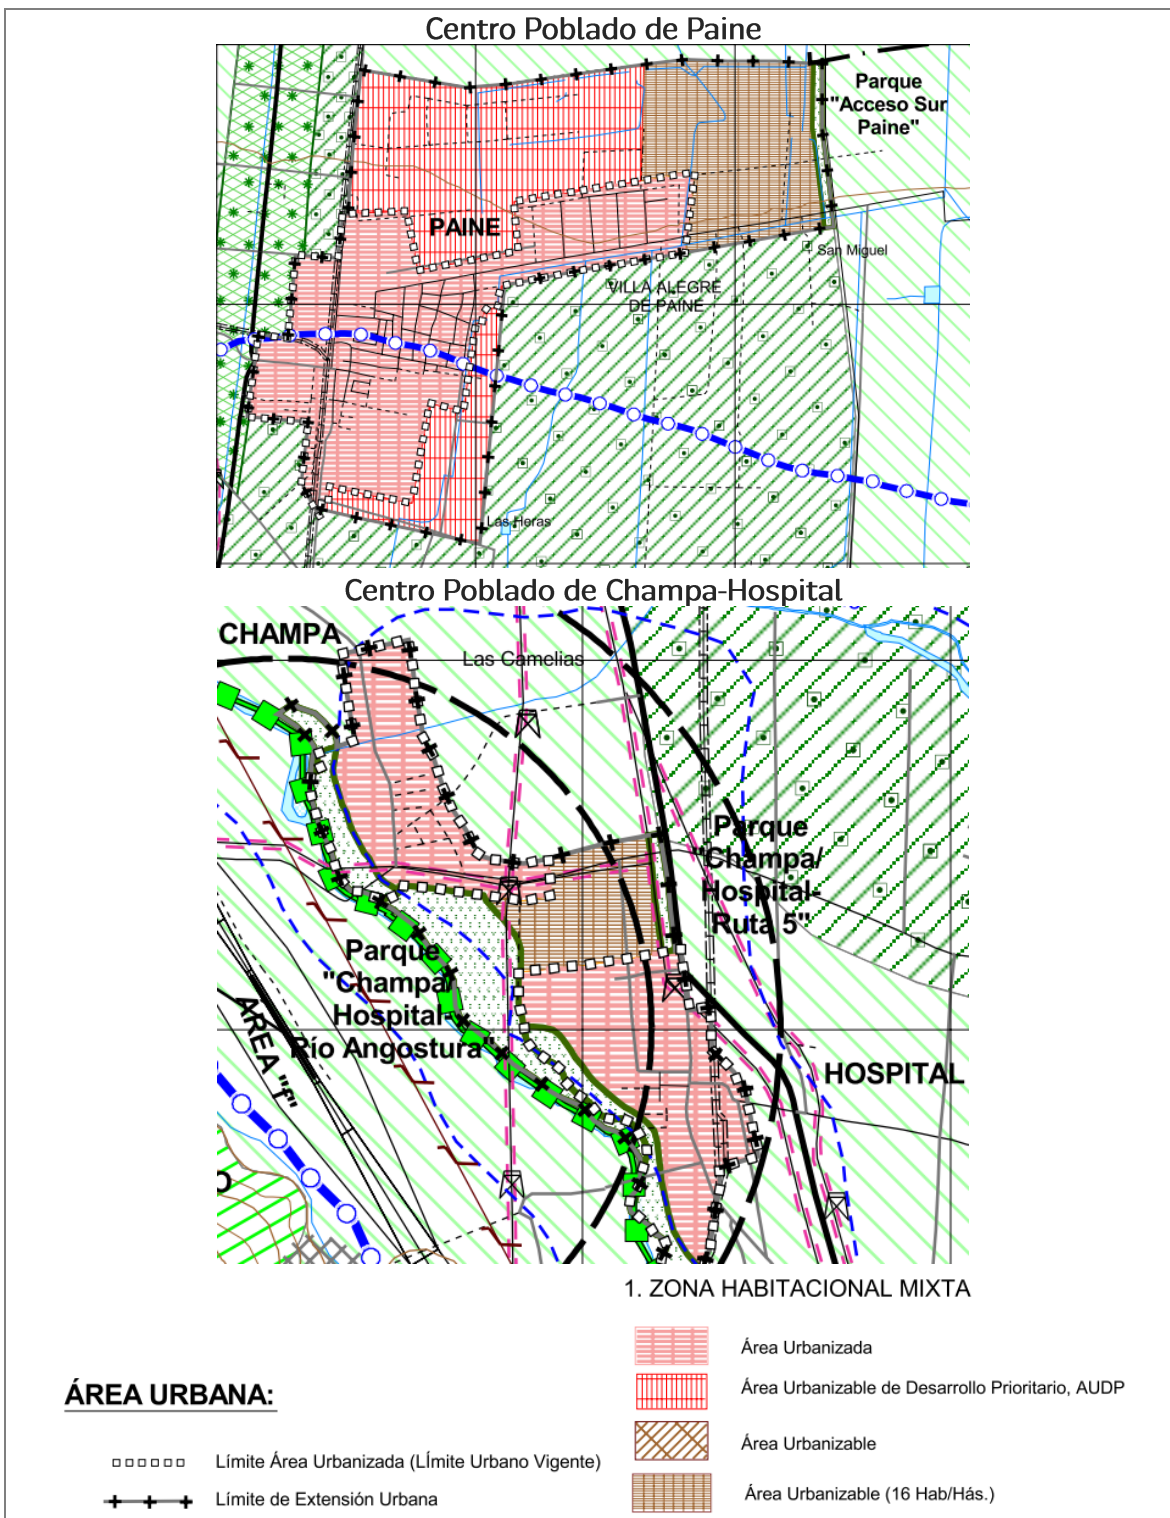 Centro Poblado de Paine
Parque
"Acceso Sur
Paine"
PAINE
San Miguel
VILLA ALEGRE
DE PAINE
Las Heras
Centro Poblado de Champa-Hospital
CHAMPA
Las Camelias
Parque
"Champa/
Hospital-
Ruta 5"
Parque
"Champa/
Hospital-
Río Angostura"
ÁREA "I"
HOSPITAL
O
1. ZONA HABITACIONAL MIXTA
Área Urbanizada
Área Urbanizable de Desarrollo Prioritario, AUDP
Área Urbanizable
Área Urbanizable (16 Hab/Hás.)
ÁREA URBANA:
Límite Área Urbanizada (LÍmite Urbano Vigente)
Límite de Extensión Urbana